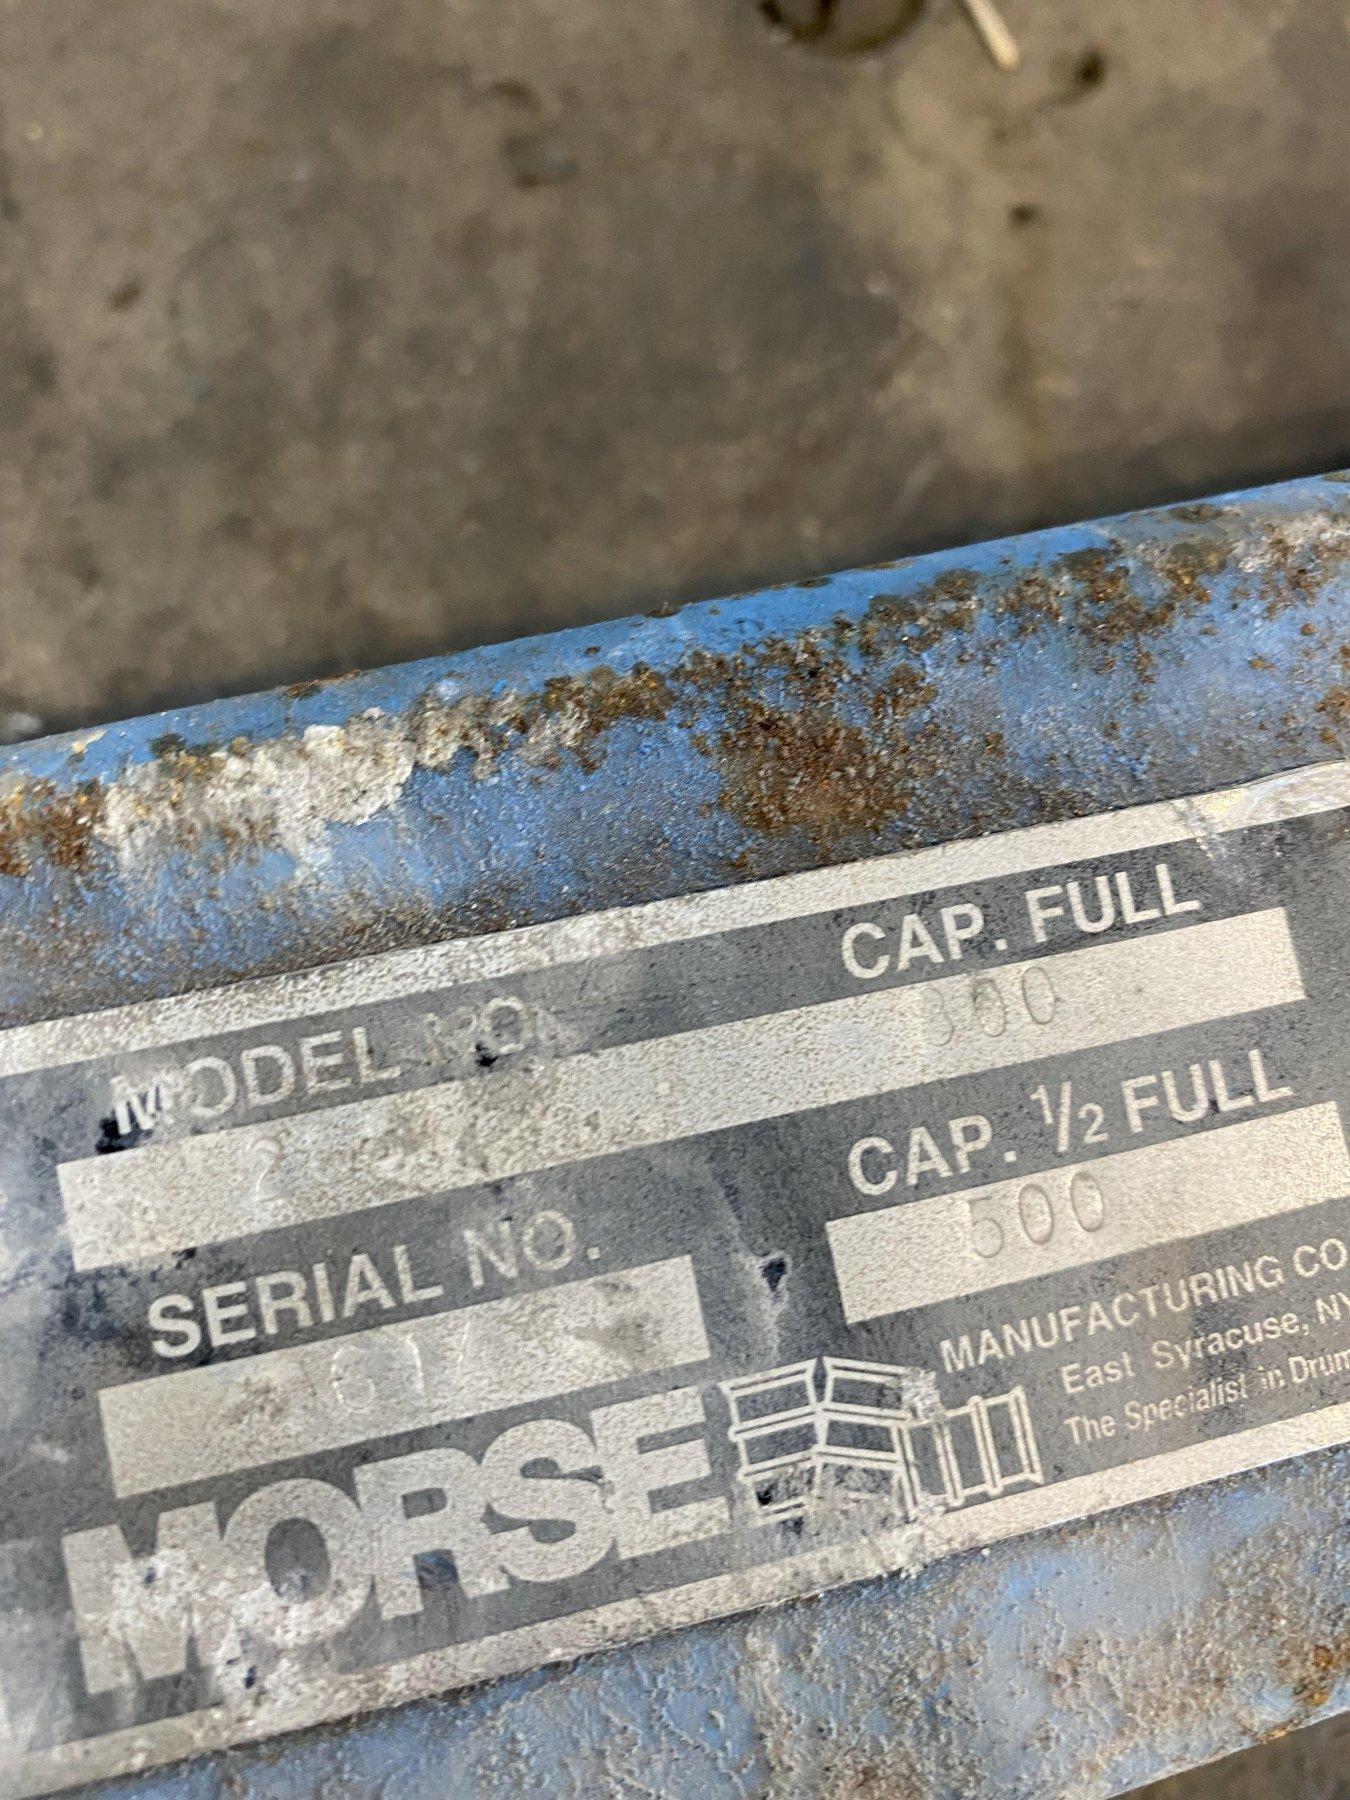 MODEL NO. CAP. FULL
2 300
SERIAL NO. CAP. 1/2 FULL
500
MORSE MANUFACTURING CO
East Syracuse, NY
The Specialist in Drum